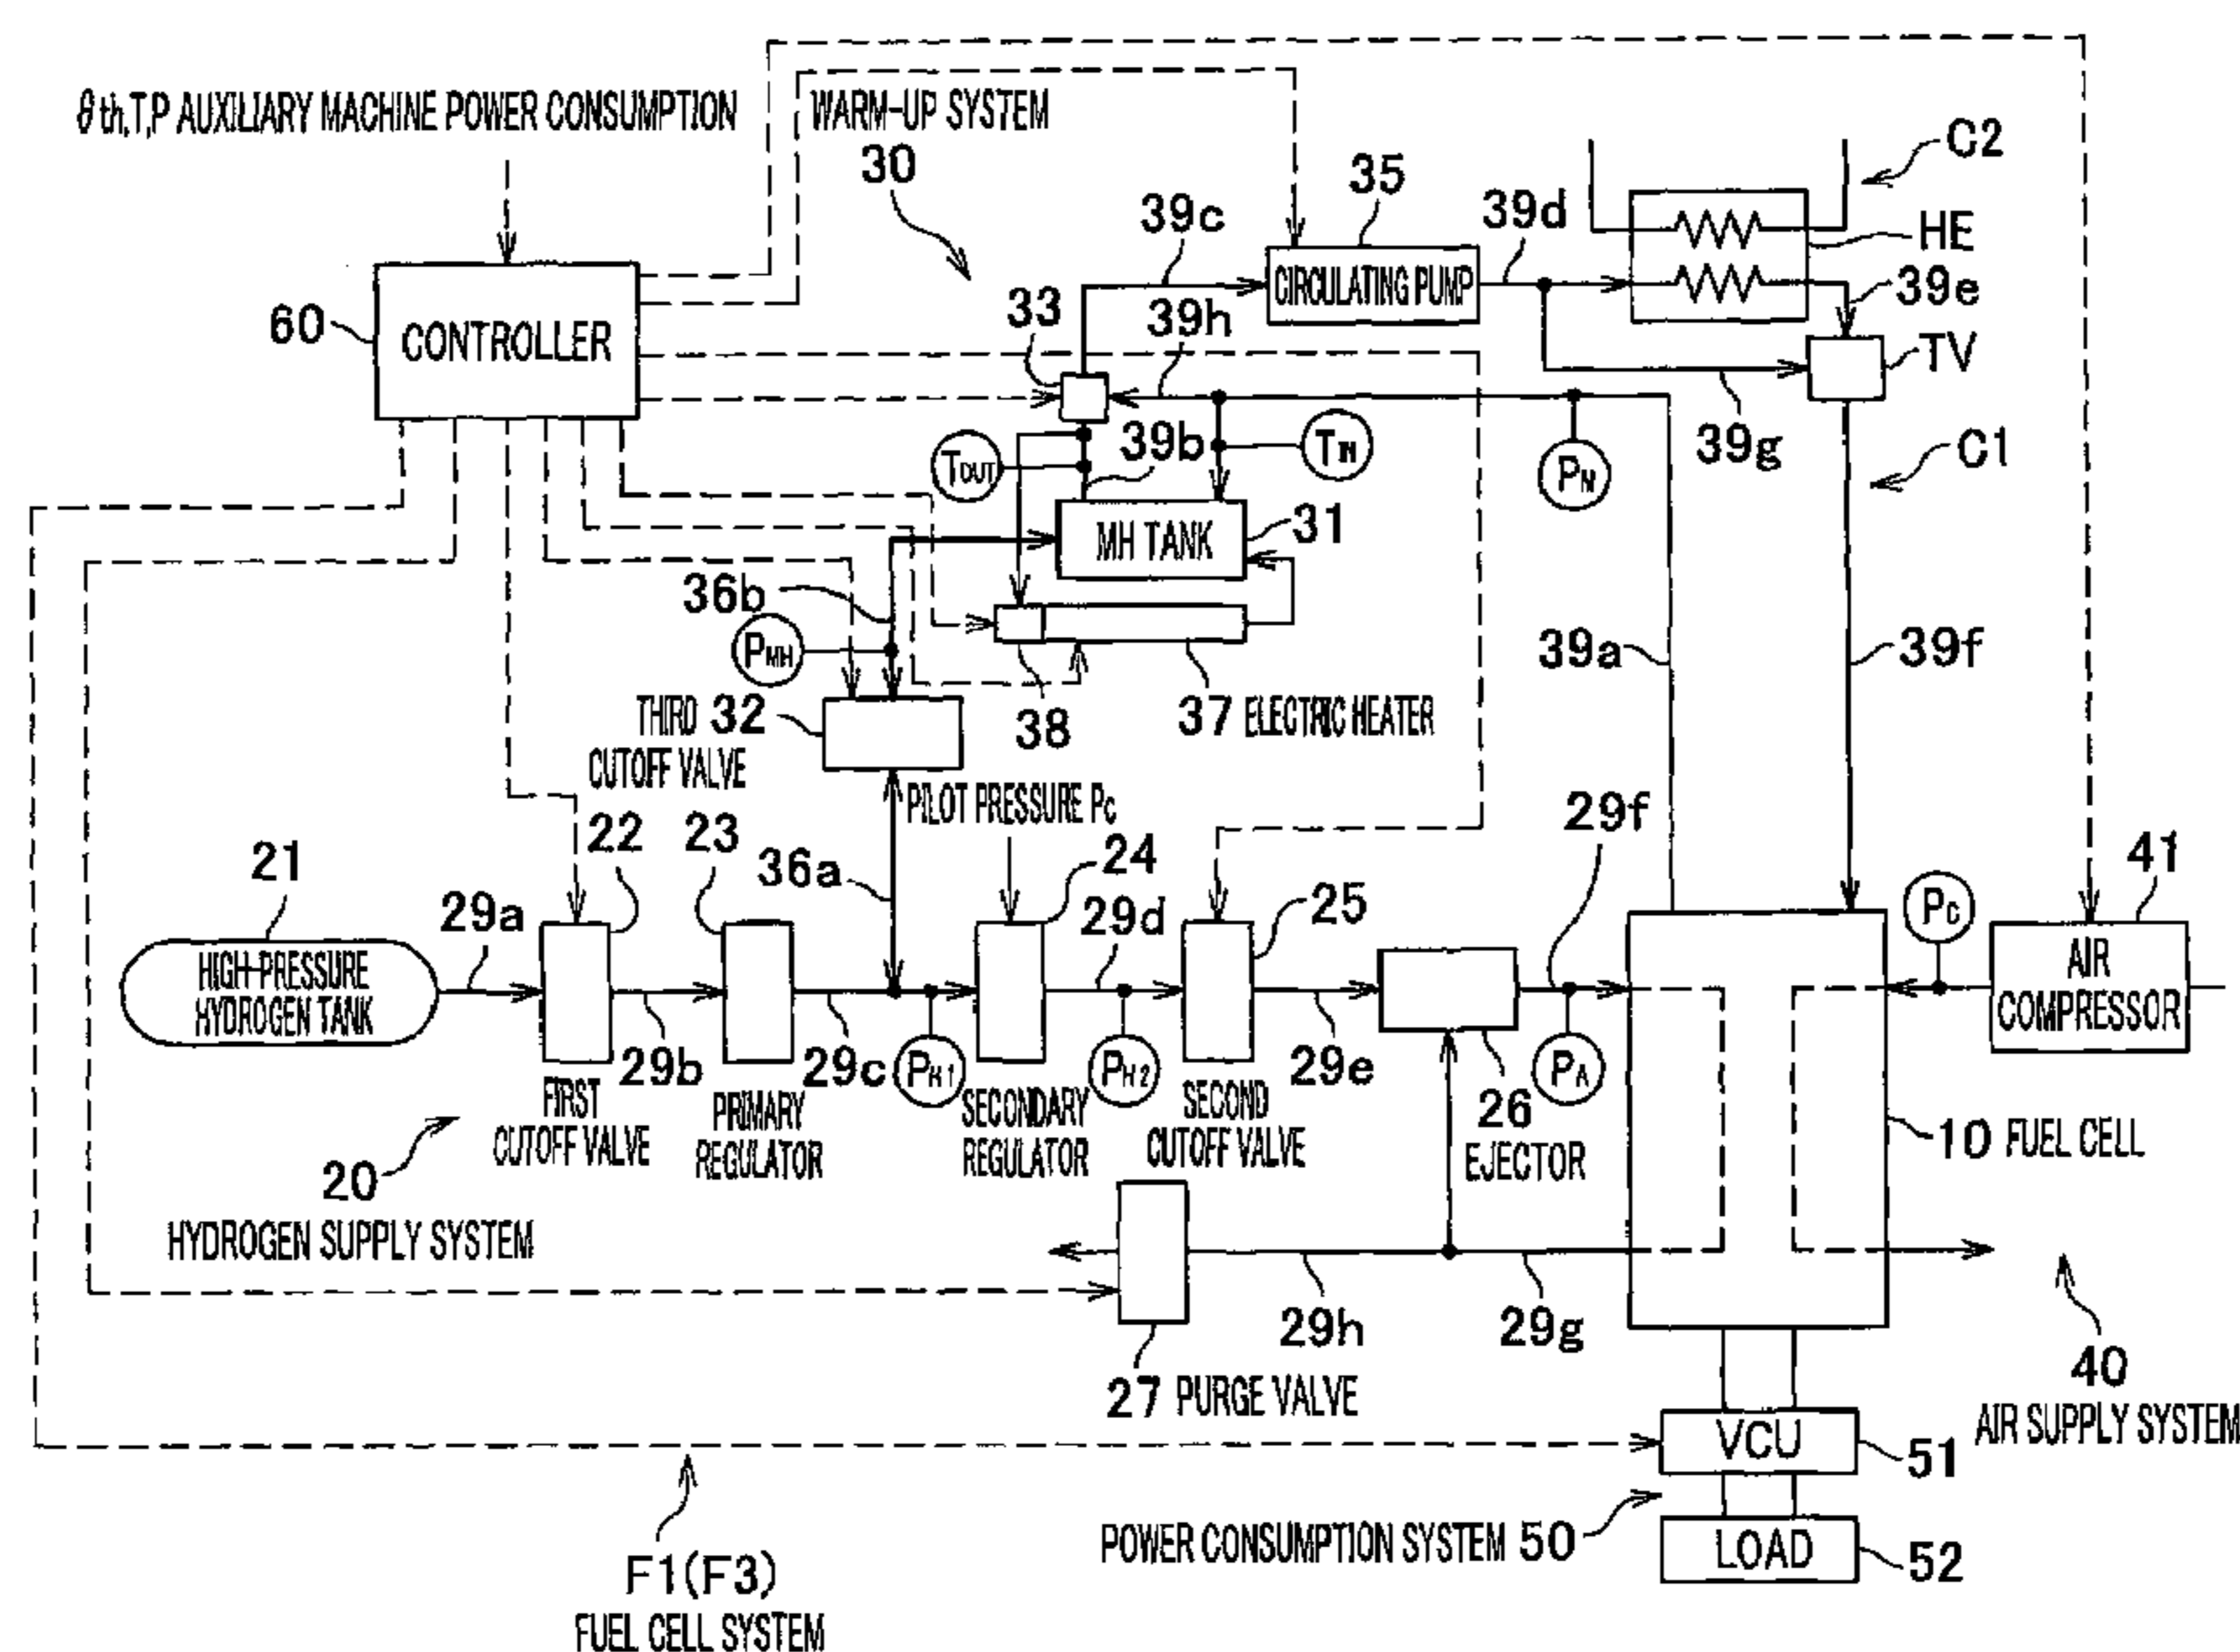 θth,T,P AUXILIARY MACHINE POWER CONSUMPTION
WARM-UP SYSTEM
30
C2
35
39c
39d
HE
39e
33
39h
CIRCULATING PUMP
60
CONTROLLER
TV
39b
TOUT
TIN
PM
39g
C1
MH TANK
31
36b
PMH
39a
39f
THIRD 32
CUTOFF VALVE
38
37 ELECTRIC HEATER
PILOT PRESSURE Pc
22
23
24
29f
21
36a
25
41
29a
29d
PC
HIGH-PRESSURE
HYDROGEN TANK
AIR
COMPRESSOR
29b
29c
PH1
PH2
29e
PA
FIRST
CUTOFF VALVE
PRIMARY
REGULATOR
SECONDARY
REGULATOR
SECOND
CUTOFF VALVE
26
EJECTOR
10 FUEL CELL
20
HYDROGEN SUPPLY SYSTEM
29h
29g
27 PURGE VALVE
40
AIR SUPPLY SYSTEM
VCU
51
POWER CONSUMPTION SYSTEM 50
LOAD
52
F1(F3)
FUEL CELL SYSTEM